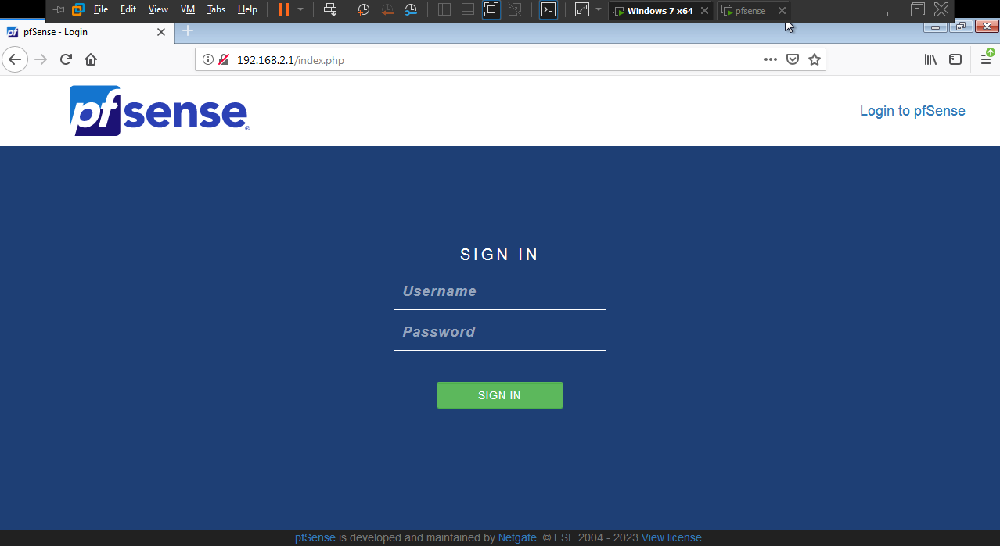 File Edit View VM Tabs Help Windows 7 x64 pfsense
pfSense - Login
192.168.2.1/index.php
pfsense®
Login to pfSense
SIGN IN
Username
Password
SIGN IN
pfSense is developed and maintained by Netgate. © ESF 2004 - 2023 View license.